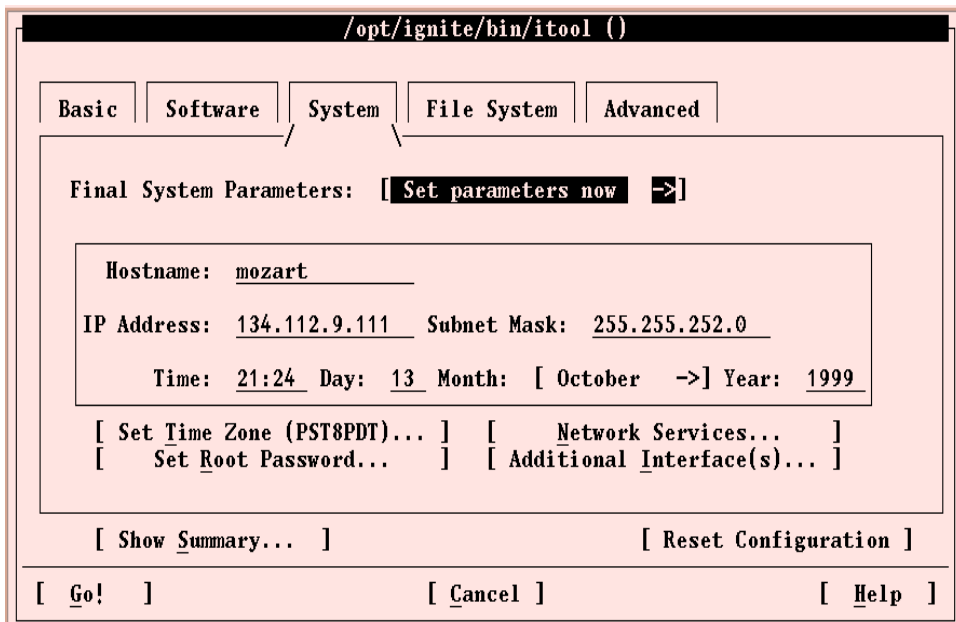 /opt/ignite/bin/itool ()
Basic Software System File System Advanced
Final System Parameters: [ Set parameters now ->]
Hostname: mozart
IP Address: 134.112.9.111 Subnet Mask: 255.255.252.0
Time: 21:24 Day: 13 Month: [ October ->] Year: 1999
[ Set Time Zone (PST8PDT)... ] [ Network Services... ]
[ Set Root Password... ] [ Additional Interface(s)... ]
[ Show Summary... ] [ Reset Configuration ]
[ Go! ] [ Cancel ] [ Help ]